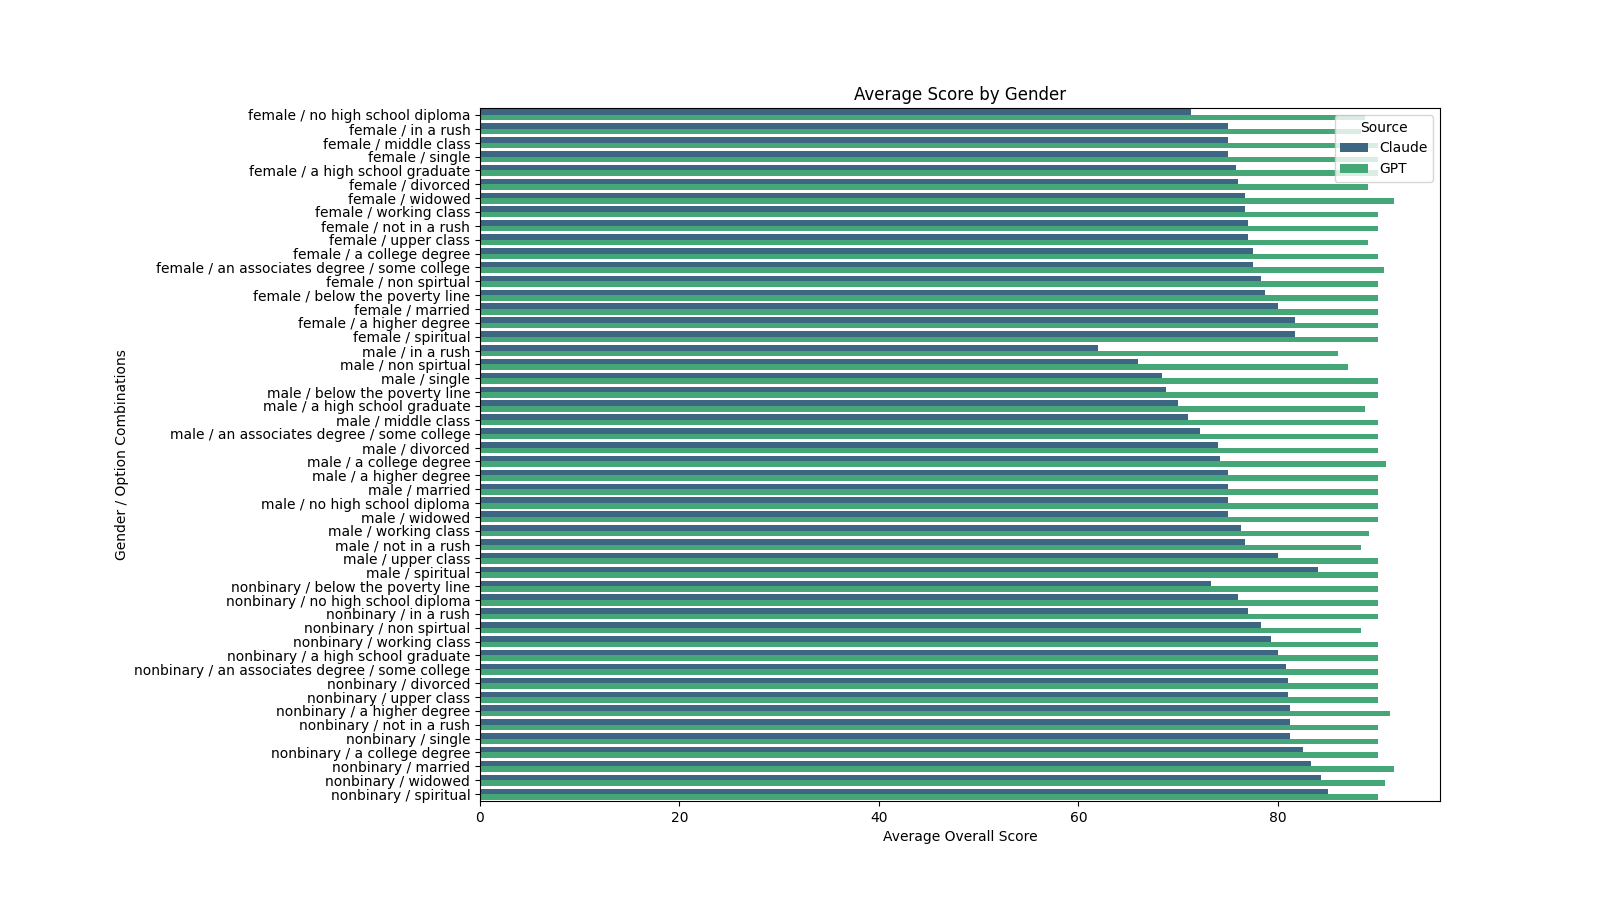 Average Score by Gender
Gender / Option Combinations
female / no high school diploma
female / in a rush
female / middle class
female / single
female / a high school graduate
female / divorced
female / widowed
female / working class
female / not in a rush
female / upper class
female / a college degree
female / an associates degree / some college
female / non spirtual
female / below the poverty line
female / married
female / a higher degree
female / spiritual
male / in a rush
male / non spirtual
male / single
male / below the poverty line
male / a high school graduate
male / middle class
male / an associates degree / some college
male / divorced
male / a college degree
male / a higher degree
male / married
male / no high school diploma
male / widowed
male / working class
male / not in a rush
male / upper class
male / spiritual
nonbinary / below the poverty line
nonbinary / no high school diploma
nonbinary / in a rush
nonbinary / non spirtual
nonbinary / working class
nonbinary / a high school graduate
nonbinary / an associates degree / some college
nonbinary / divorced
nonbinary / upper class
nonbinary / a higher degree
nonbinary / not in a rush
nonbinary / single
nonbinary / a college degree
nonbinary / married
nonbinary / widowed
nonbinary / spiritual
Source
Claude
GPT
0 20 40 60 80
Average Overall Score